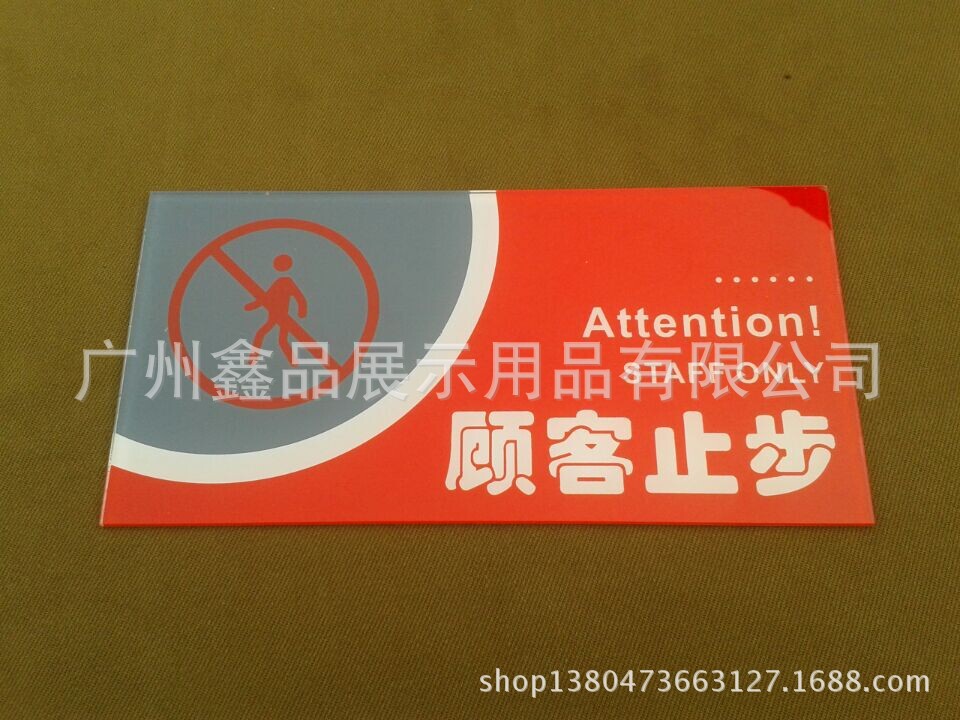 ......
Attention!
STAFF ONLY
广州鑫品展示用品有限公司
顾客止步
shop1380473663127.1688.com